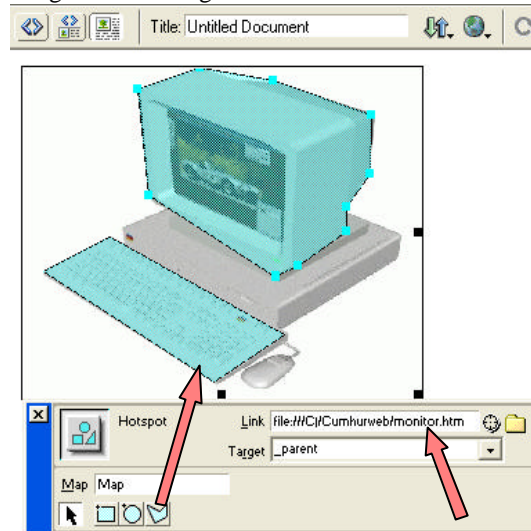 Title: Untitled Document
Hotspot
Link file:///C|/Cumhurweb/monitor.htm
Target _parent
Map Map